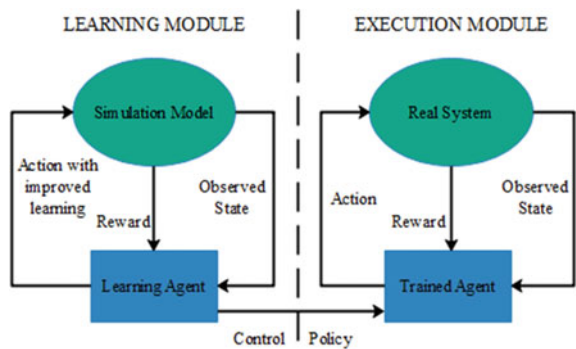 LEARNING MODULE
EXECUTION MODULE
Simulation Model
Real System
Action with
improved
learning
Observed
State
Reward
Action
Observed
State
Reward
Learning Agent
Trained Agent
Control
Policy